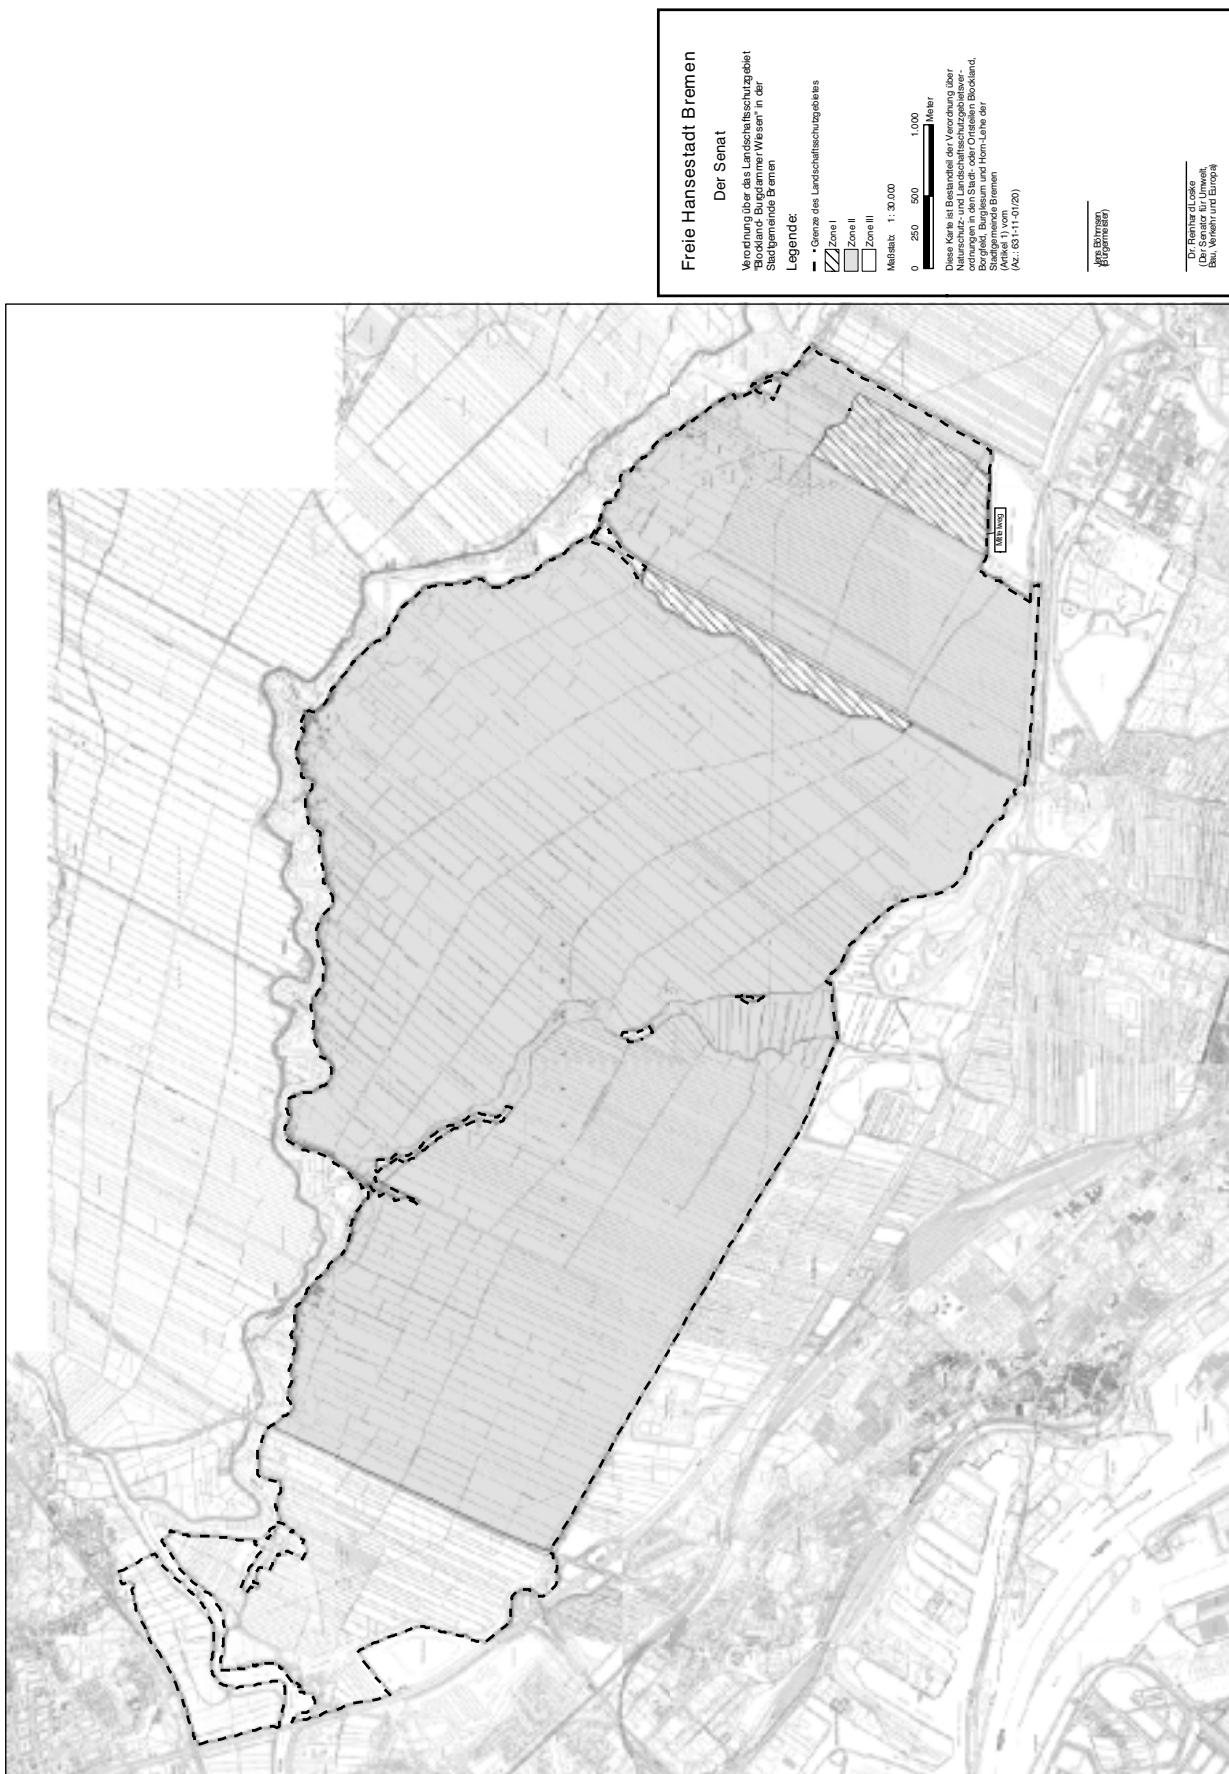 Freie Hansestadt Bremen
Der Senat
Verordnung über das Landschaftsschutzgebiet
"Blockland- Burgdammer Wiesen" in der
Stadtgemeinde Bremen
Legende:
Grenze des Landschaftsschutzgebietes
Zone I
Zone II
Zone III
Maßstab: 1: 30.000
0 250 500 1.000
Meter
Diese Karte ist Bestandteil der Verordnung über
Naturschutz- und Landschaftsschutzgebietsver-
ordnungen in den Stadt- oder Ortsteilen Blockland,
Borgfeld, Burglesum und Horn-Lehe der
Stadtgemeinde Bremen
(Artikel 1) vom
(Az.: 631-11-01/20)
Jens Böhrnsen
(Bürgermeister)
Dr. Reinhard Loske
(Der Senator für Umwelt,
Bau, Verkehr und Europa)
Mittelweg